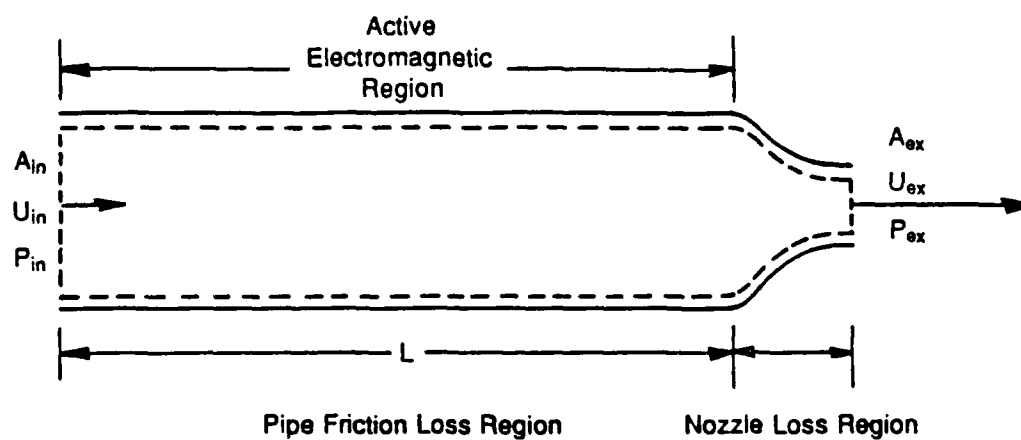 Active
Electromagnetic
Region
A_in
U_in
P_in
A_ex
U_ex
P_ex
L
Pipe Friction Loss Region
Nozzle Loss Region